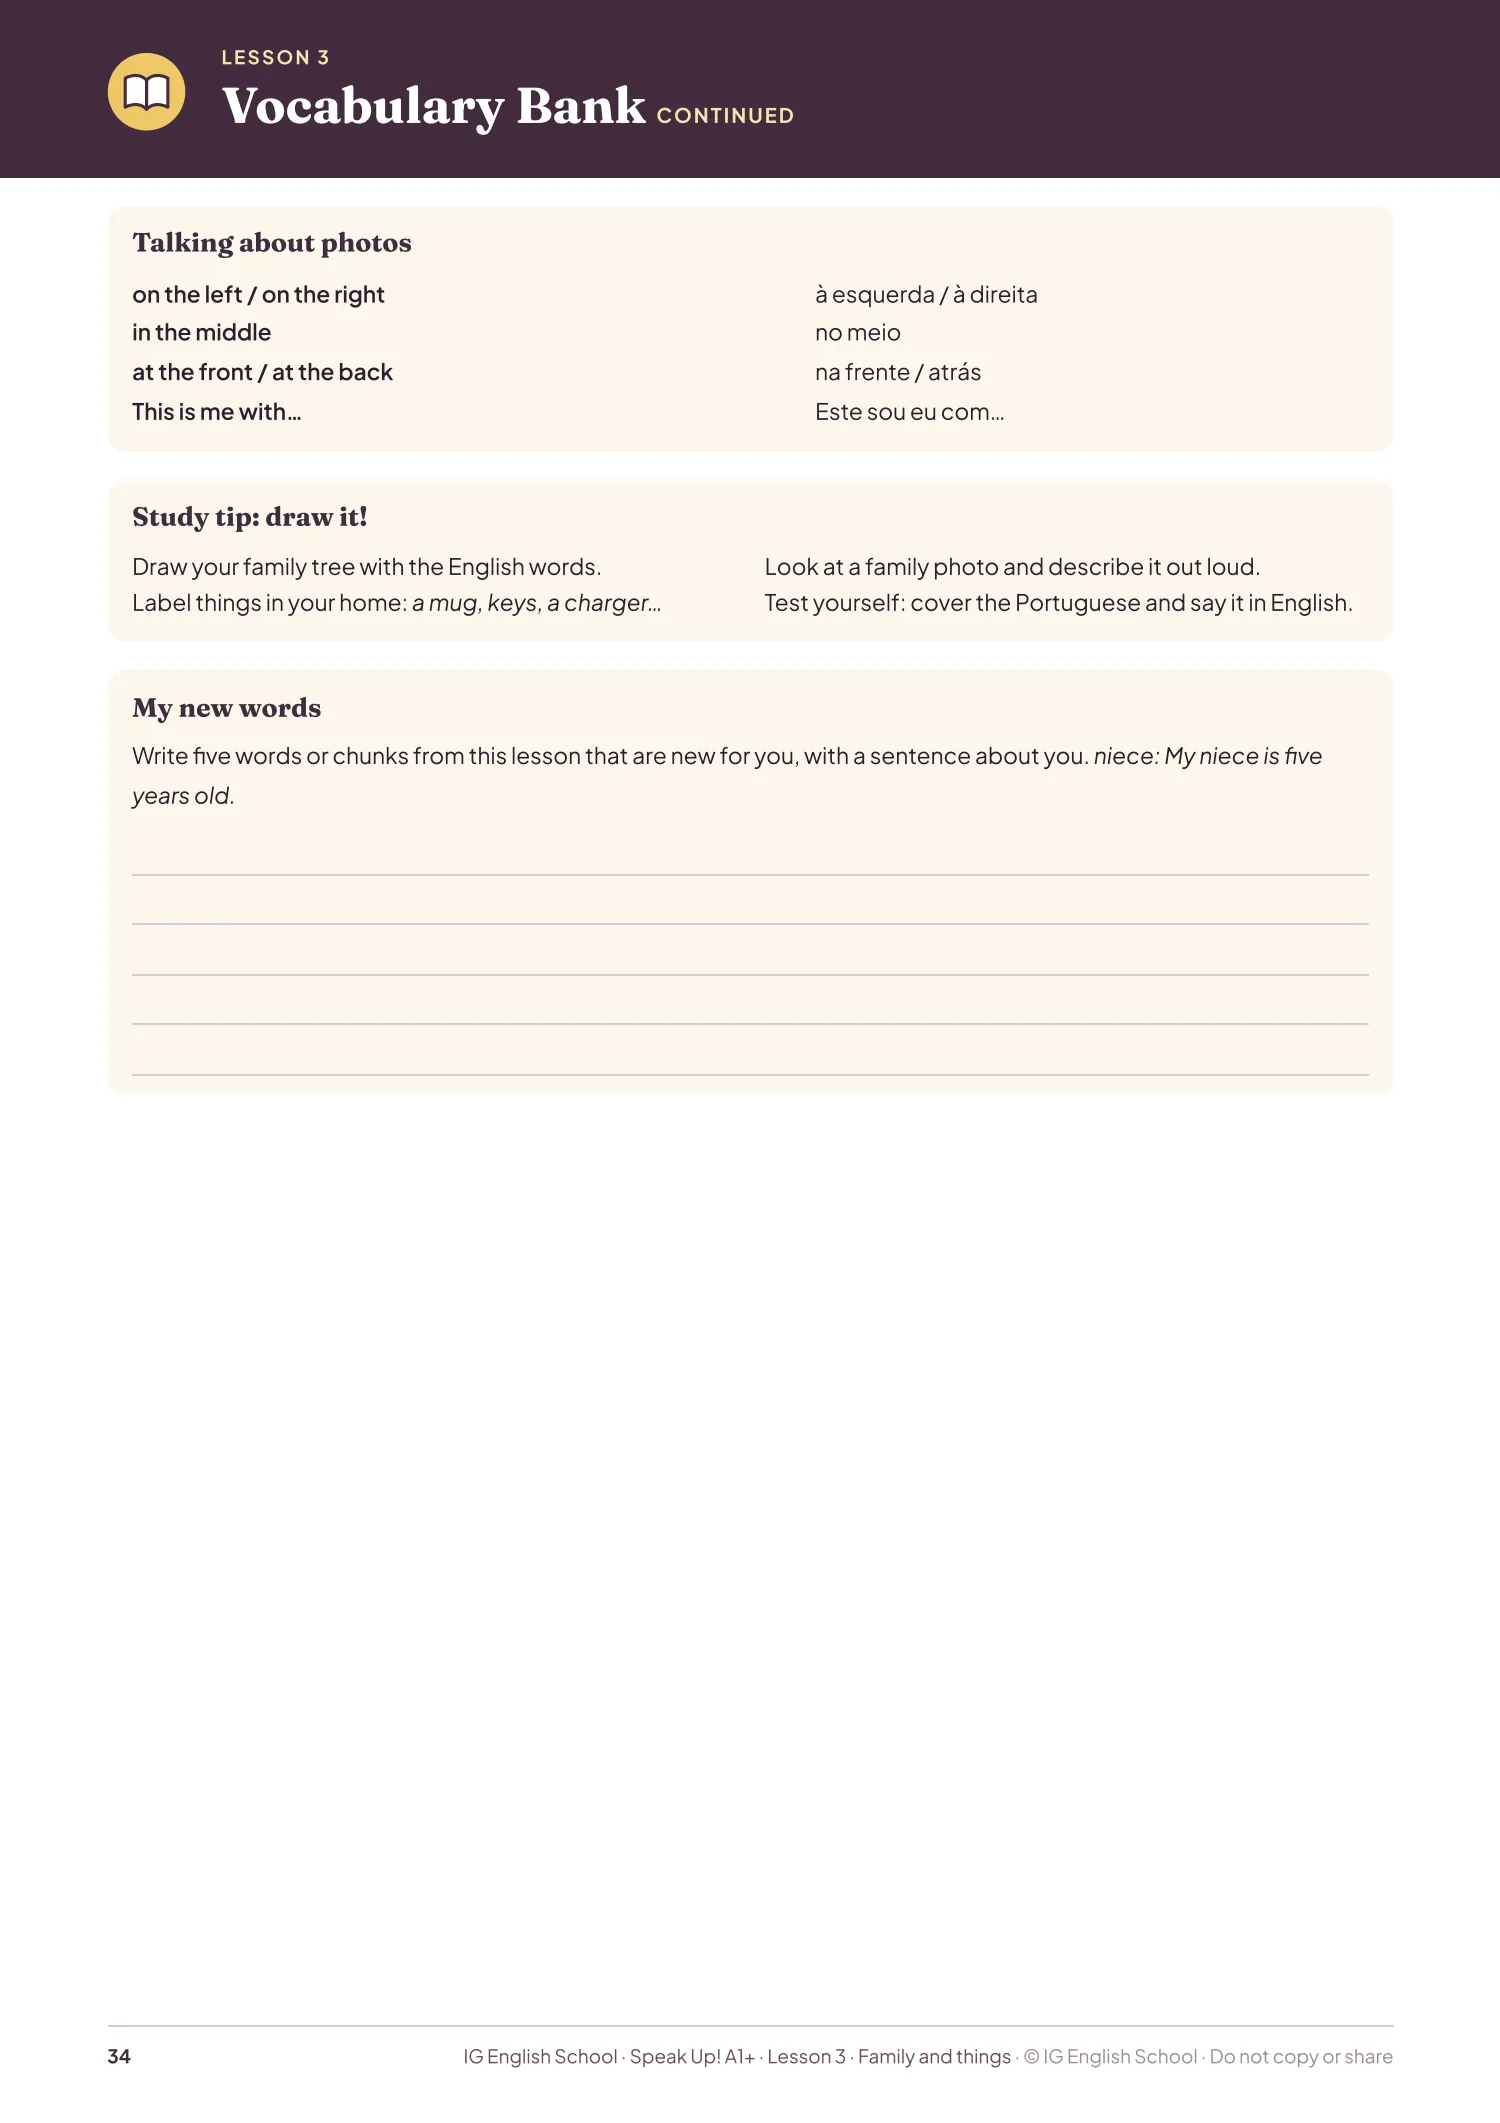 LESSON 3
Vocabulary Bank CONTINUED
Talking about photos
on the left / on the right
à esquerda / à direita
in the middle
no meio
at the front / at the back
na frente / atrás
This is me with...
Este sou eu com...
Study tip: draw it!
Draw your family tree with the English words.
Label things in your home: a mug, keys, a charger...
Look at a family photo and describe it out loud.
Test yourself: cover the Portuguese and say it in English.
My new words
Write five words or chunks from this lesson that are new for you, with a sentence about you. niece: My niece is five
years old.
34
IG English School · Speak Up! A1+ · Lesson 3 · Family and things · © IG English School · Do not copy or share